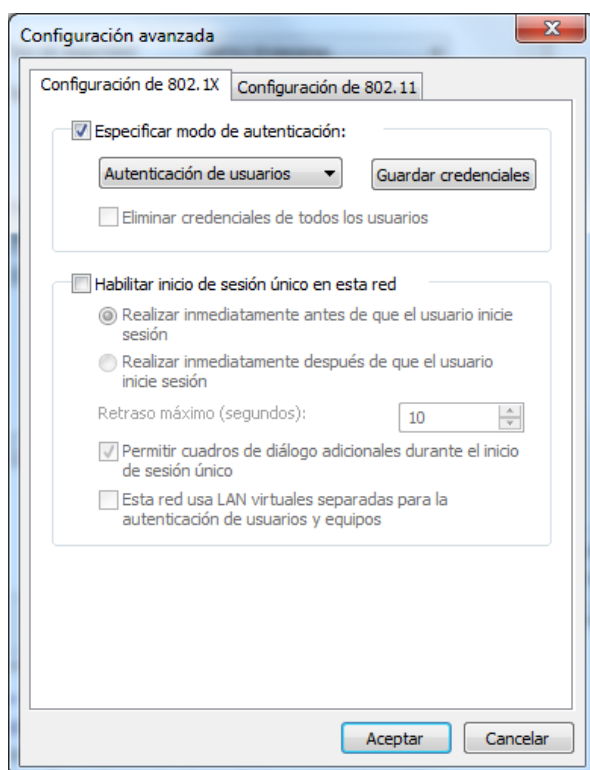 Configuración avanzada
Configuración de 802.1X
Configuración de 802.11
Especificar modo de autenticación:
Autenticación de usuarios
Guardar credenciales
Eliminar credenciales de todos los usuarios
Habilitar inicio de sesión único en esta red
Realizar inmediatamente antes de que el usuario inicie
sesión
Realizar inmediatamente después de que el usuario
inicie sesión
Retraso máximo (segundos):
10
Permitir cuadros de diálogo adicionales durante el inicio
de sesión único
Esta red usa LAN virtuales separadas para la
autenticación de usuarios y equipos
Aceptar
Cancelar